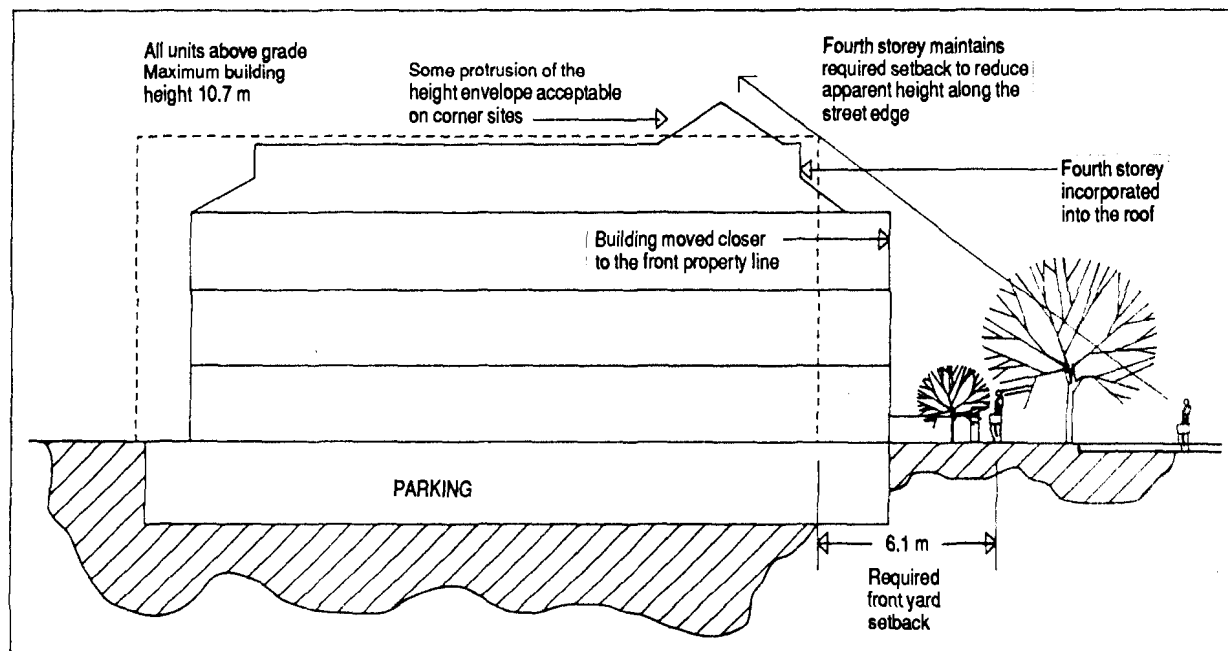 All units above grade
Maximum building
height 10.7 m
Some protrusion of the
height envelope acceptable
on corner sites
Fourth storey maintains
required setback to reduce
apparent height along the
street edge
Fourth storey
incorporated
into the roof
Building moved closer
to the front property line
PARKING
6.1 m
Required
front yard
setback